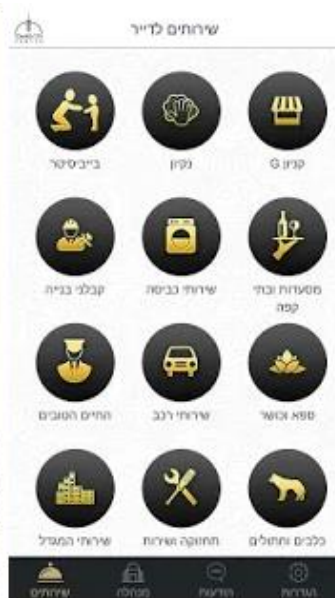 שירותים לדייר
קניון G
נקיון
בייביסיטר
מסעדות ובתי
קפה
שירותי כביסה
קבלני בנייה
ספא וכושר
שירותי רכב
החיים הטובים
כלבים וחתולים
תחזוקה ושירות
שירותי המגדל
הגדרות
הודעות
מנהלה
שירותים